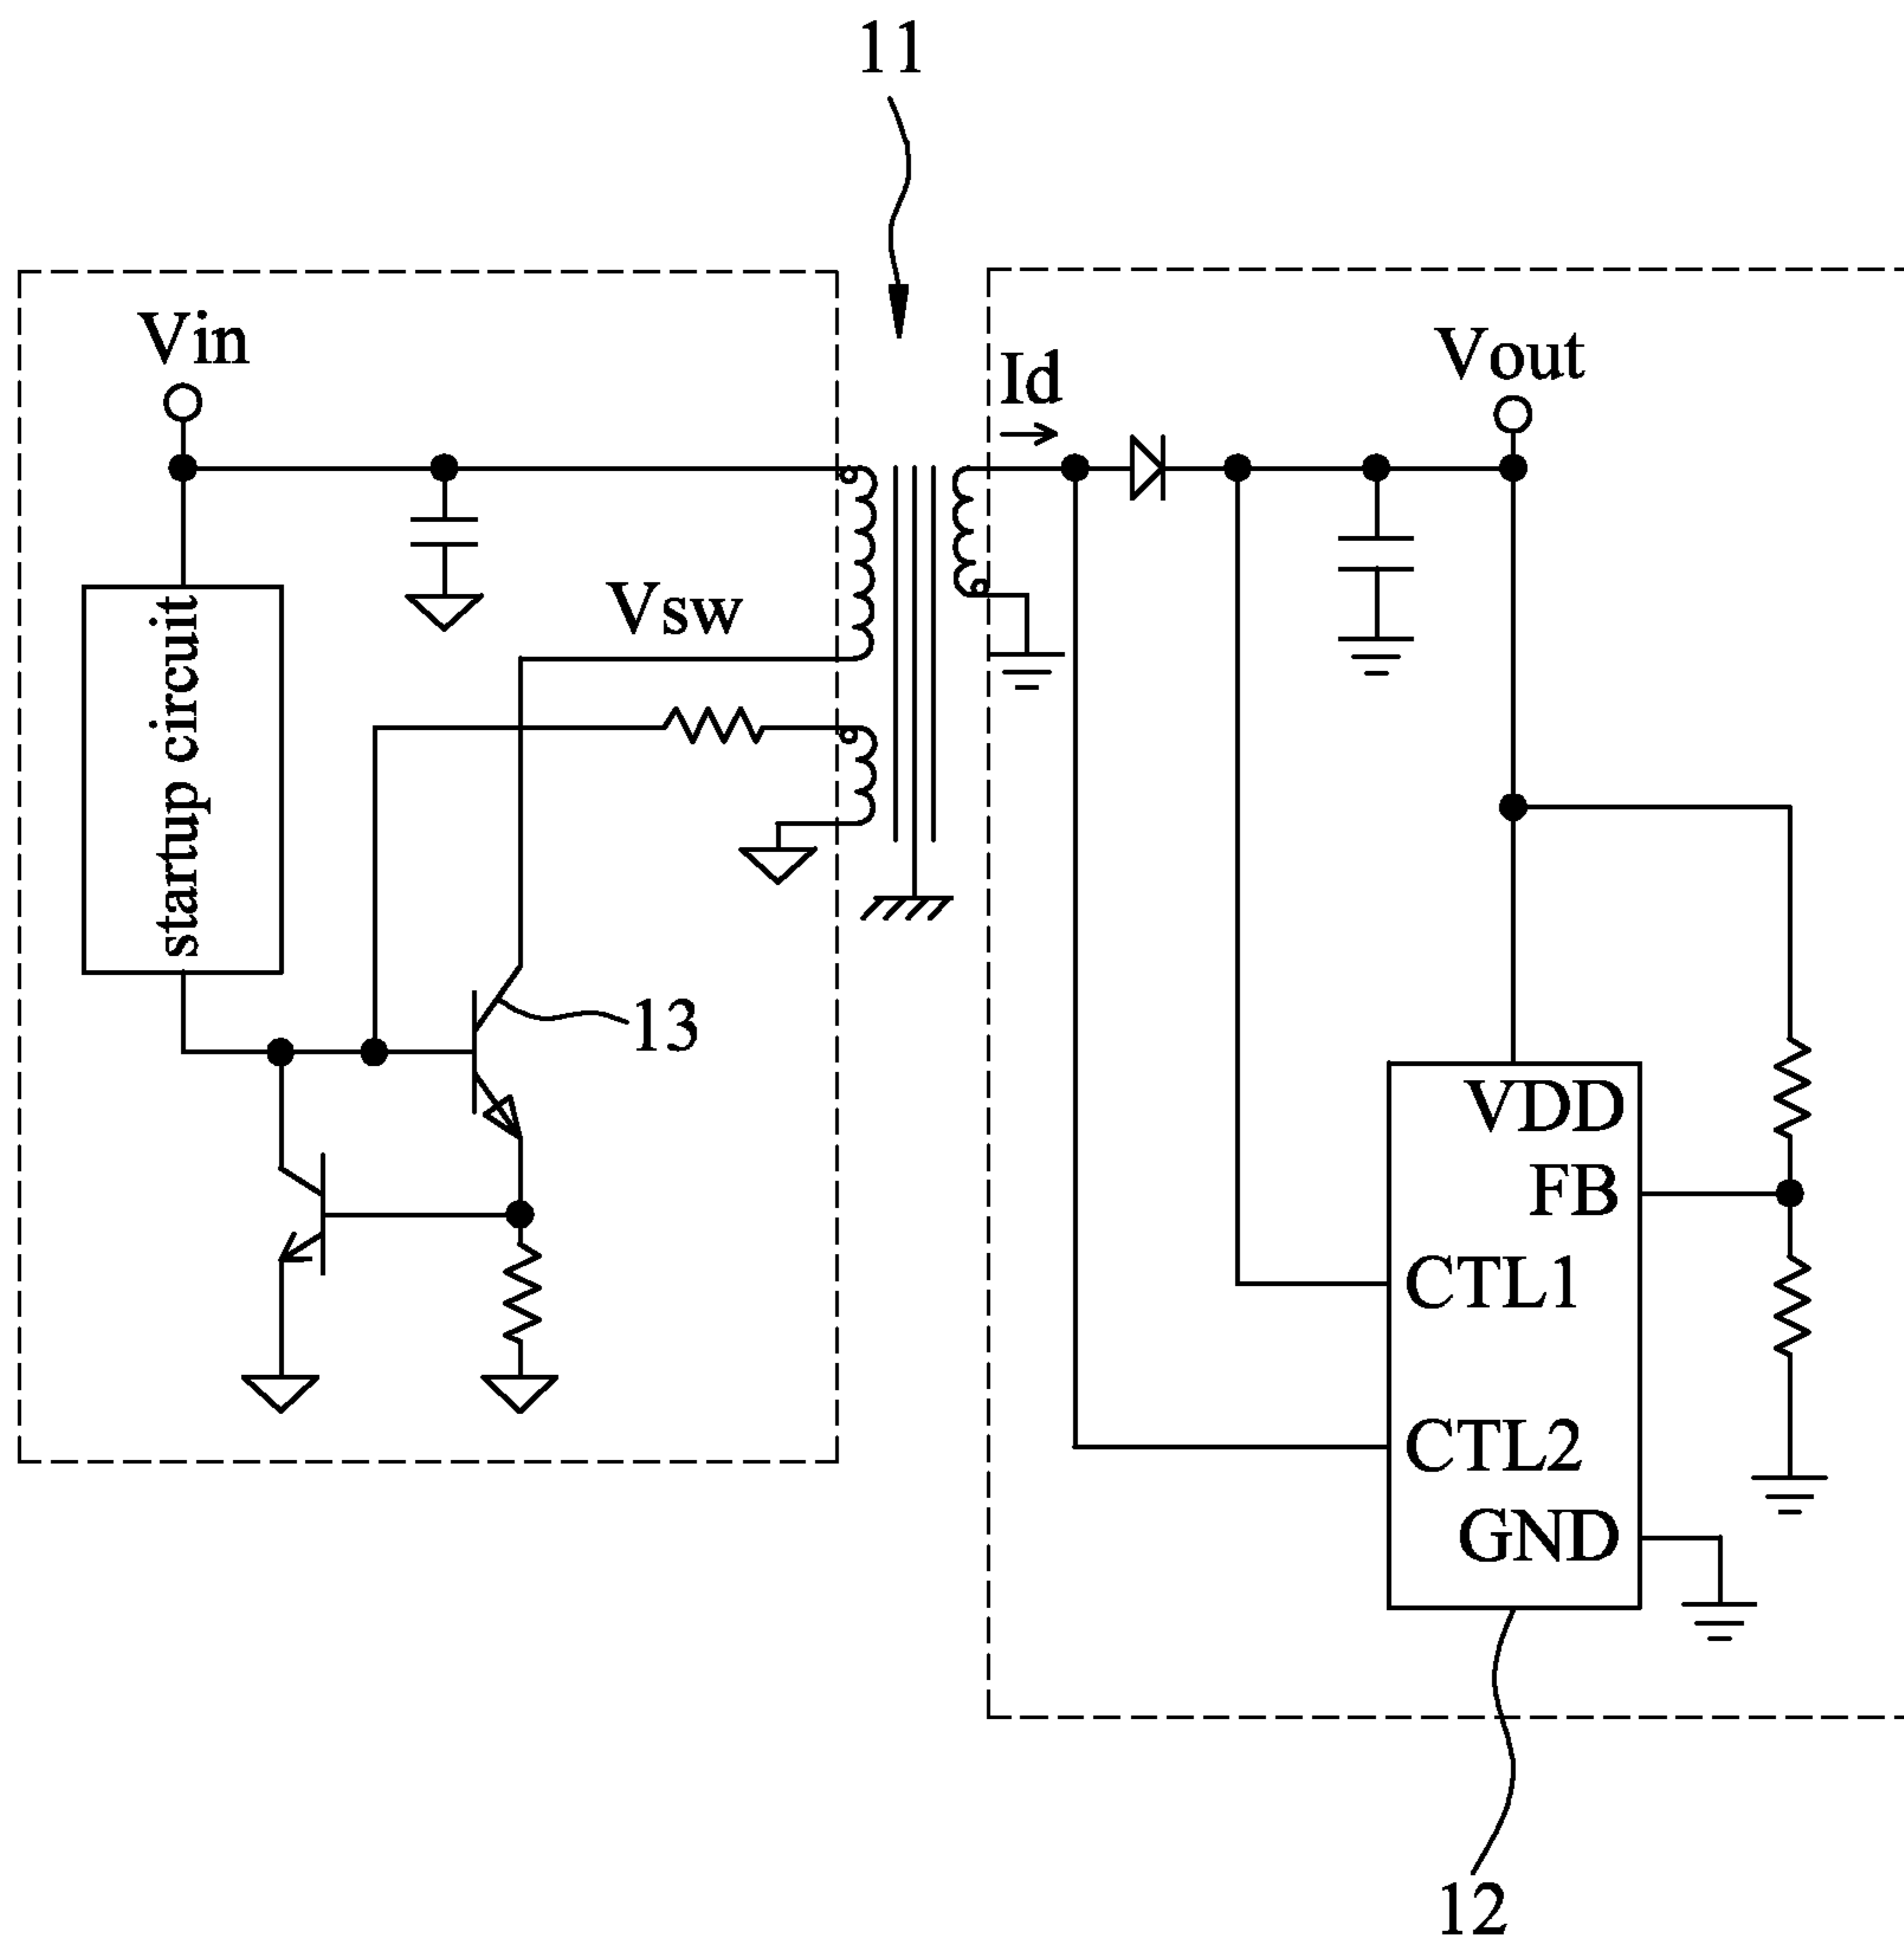 11
Vin
Id
Vout
Vsw
startup circuit
13
VDD
FB
CTL1
CTL2
GND
12